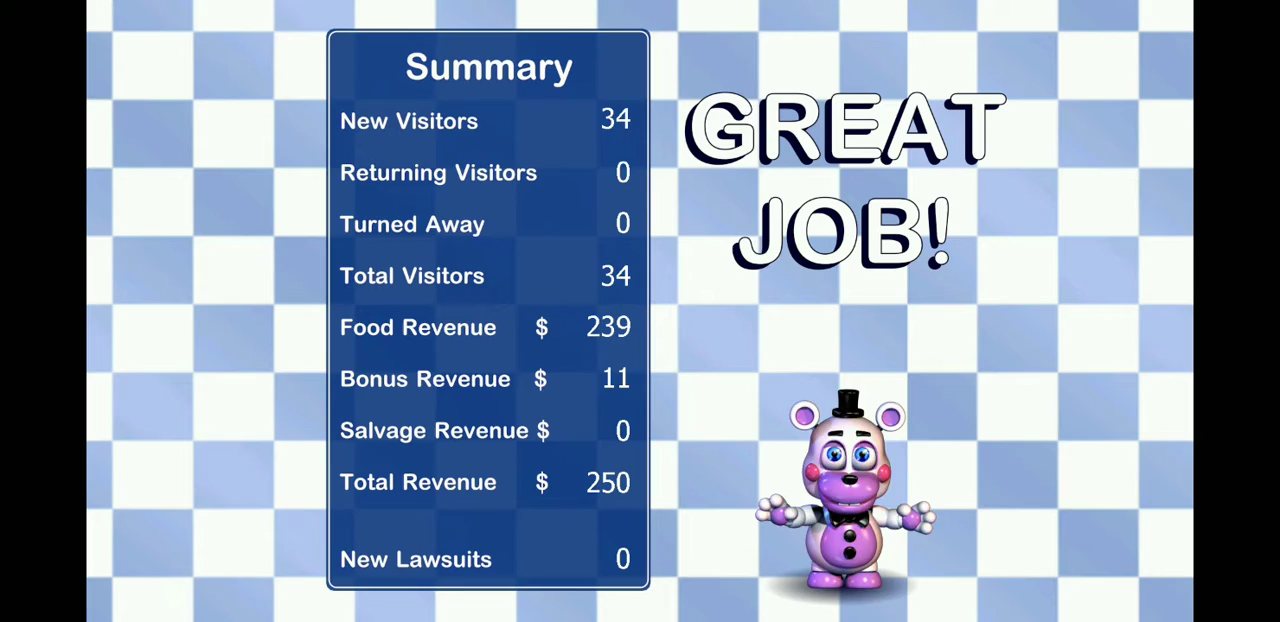 Summary
New Visitors 34
Returning Visitors 0
Turned Away 0
Total Visitors 34
Food Revenue $ 239
Bonus Revenue $ 11
Salvage Revenue $ 0
Total Revenue $ 250
New Lawsuits 0
GREAT
JOB!